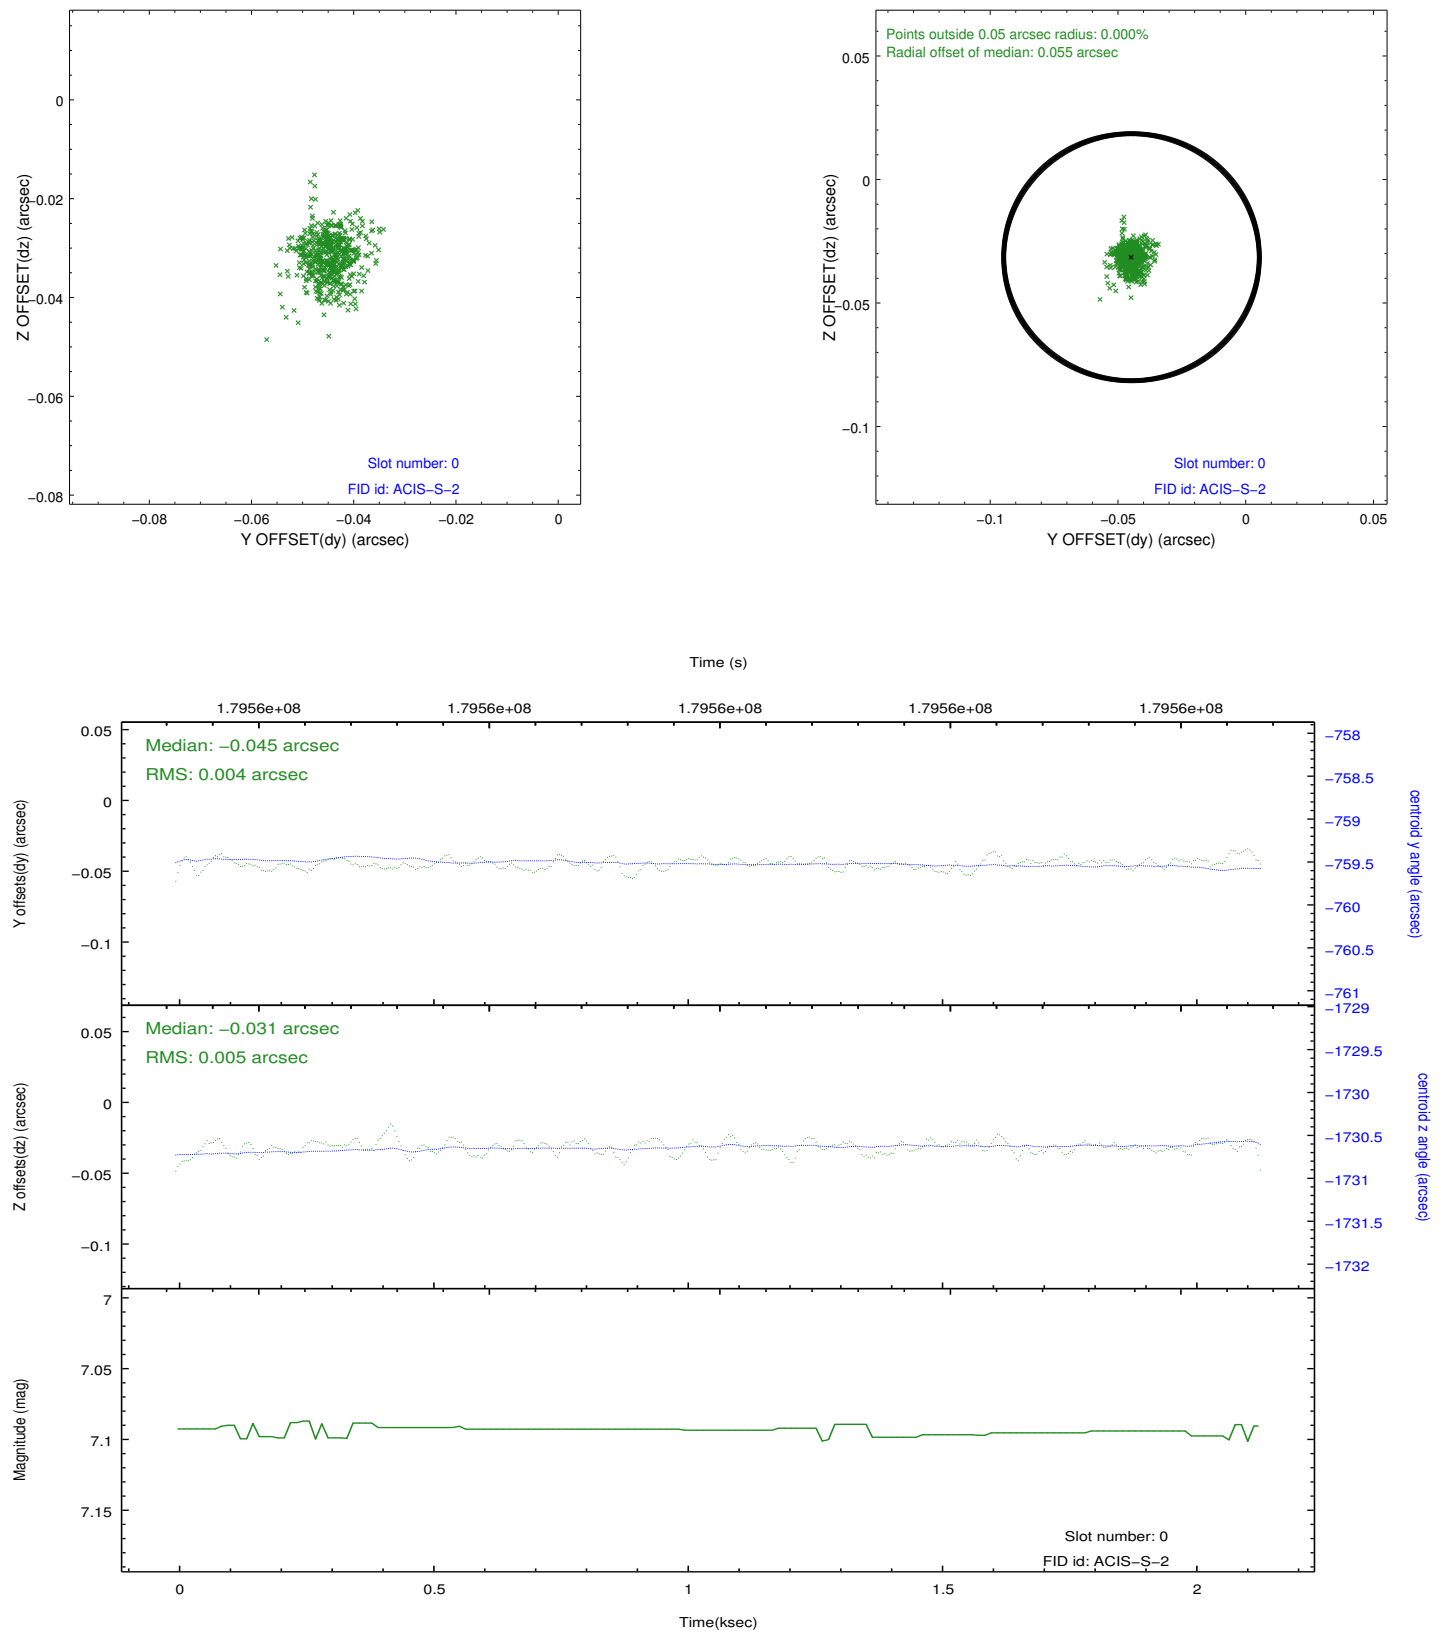 0
−0.02
−0.04
−0.06
−0.08
Z OFFSET(dz) (arcsec)
Slot number: 0
FID id: ACIS−S−2
−0.08
−0.06
−0.04
−0.02
0
Y OFFSET(dy) (arcsec)
Points outside 0.05 arcsec radius: 0.000%
Radial offset of median: 0.055 arcsec
0.05
0
−0.05
−0.1
Z OFFSET(dz) (arcsec)
Slot number: 0
FID id: ACIS−S−2
−0.1
−0.05
0
0.05
Y OFFSET(dy) (arcsec)
Time (s)
1.7956e+08
1.7956e+08
1.7956e+08
1.7956e+08
1.7956e+08
Median: −0.045 arcsec
RMS: 0.004 arcsec
0.05
0
−0.05
−0.1
Y offsets(dy) (arcsec)
−758
−758.5
−759
−759.5
−760
−760.5
−761
centroid y angle (arcsec)
Median: −0.031 arcsec
RMS: 0.005 arcsec
0.05
0
−0.05
−0.1
Z offsets(dz) (arcsec)
−1729
−1729.5
−1730
−1730.5
−1731
−1731.5
−1732
centroid z angle (arcsec)
7
7.05
7.1
7.15
Magnitude (mag)
Slot number: 0
FID id: ACIS−S−2
0
0.5
1
1.5
2
Time(ksec)